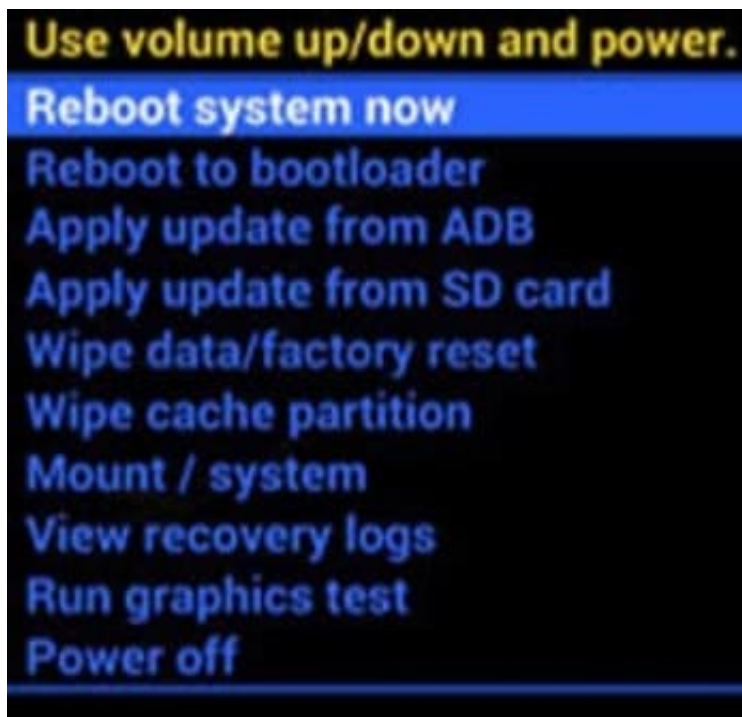 Use volume up/down and power.
Reboot system now
Reboot to bootloader
Apply update from ADB
Apply update from SD card
Wipe data/factory reset
Wipe cache partition
Mount / system
View recovery logs
Run graphics test
Power off